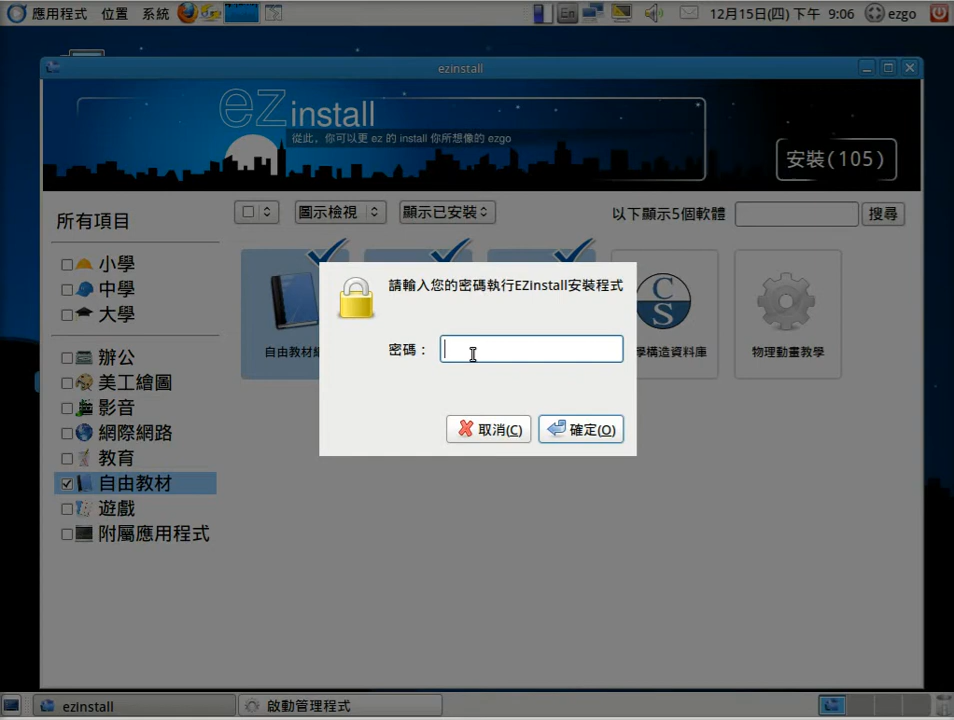 應用程式 位置 系統
En
12月15日(四) 下午 9:06
ezgo
ezinstall
eZinstall
從此，你可以更 ez 的 install 你所想像的 ezgo
安裝(105)
所有項目
圖示檢視
顯示已安裝
以下顯示5個軟體
搜尋
小學
中學
大學
辦公
美工繪圖
影音
網際網路
教育
自由教材
遊戲
附屬應用程式
自由教材
CS
學構造資料庫
物理動畫教學
請輸入您的密碼執行EZInstall安裝程式
密碼：
取消(C)
確定(O)
ezinstall
啟動管理程式